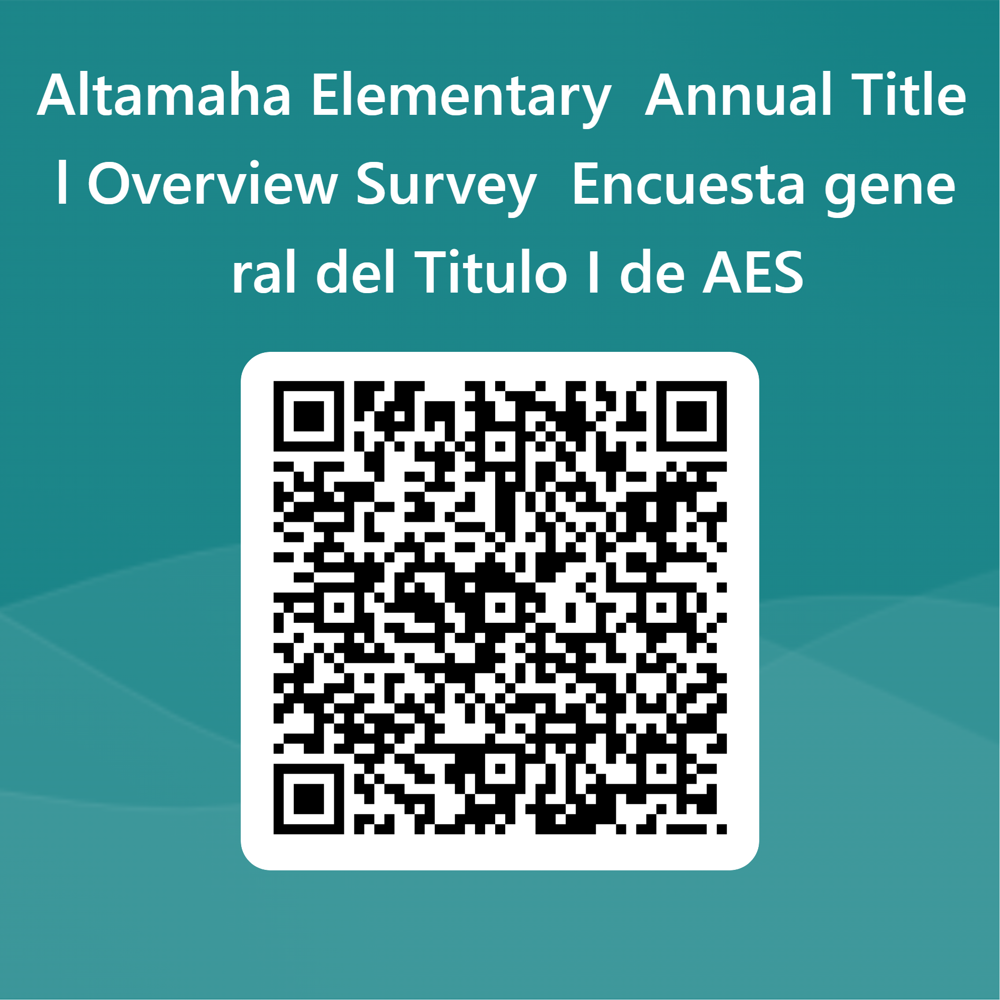 Altamaha Elementary  Annual Title
I Overview Survey  Encuesta gene
ral del Titulo I de AES